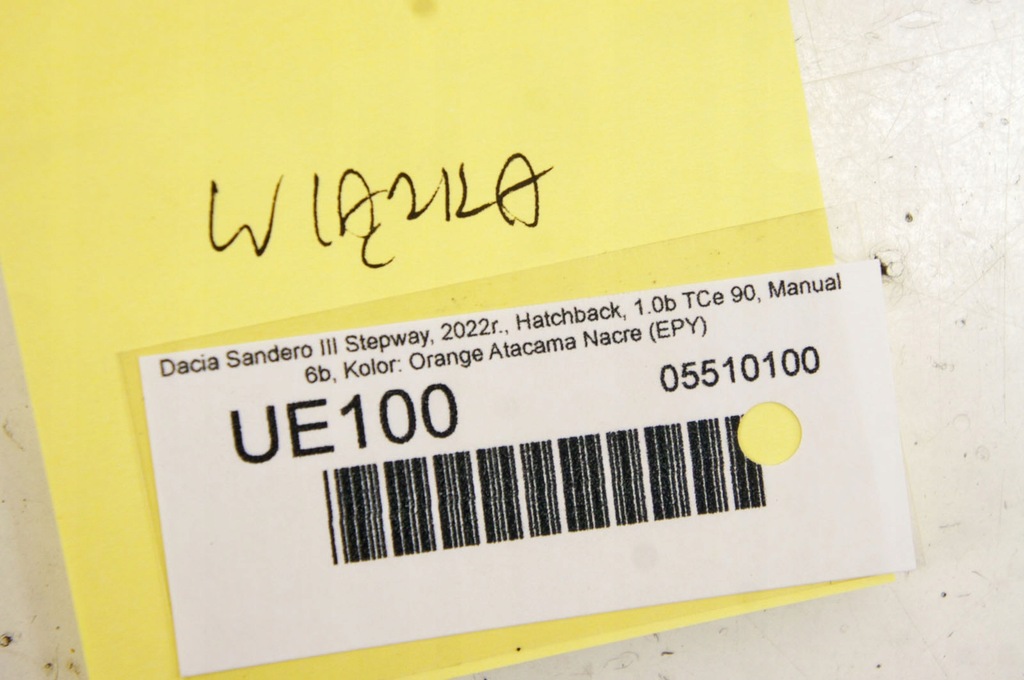 WIĄZKA
Dacia Sandero III Stepway, 2022r., Hatchback, 1.0b TCe 90, Manual
6b, Kolor: Orange Atacama Nacre (EPY)
UE100
05510100